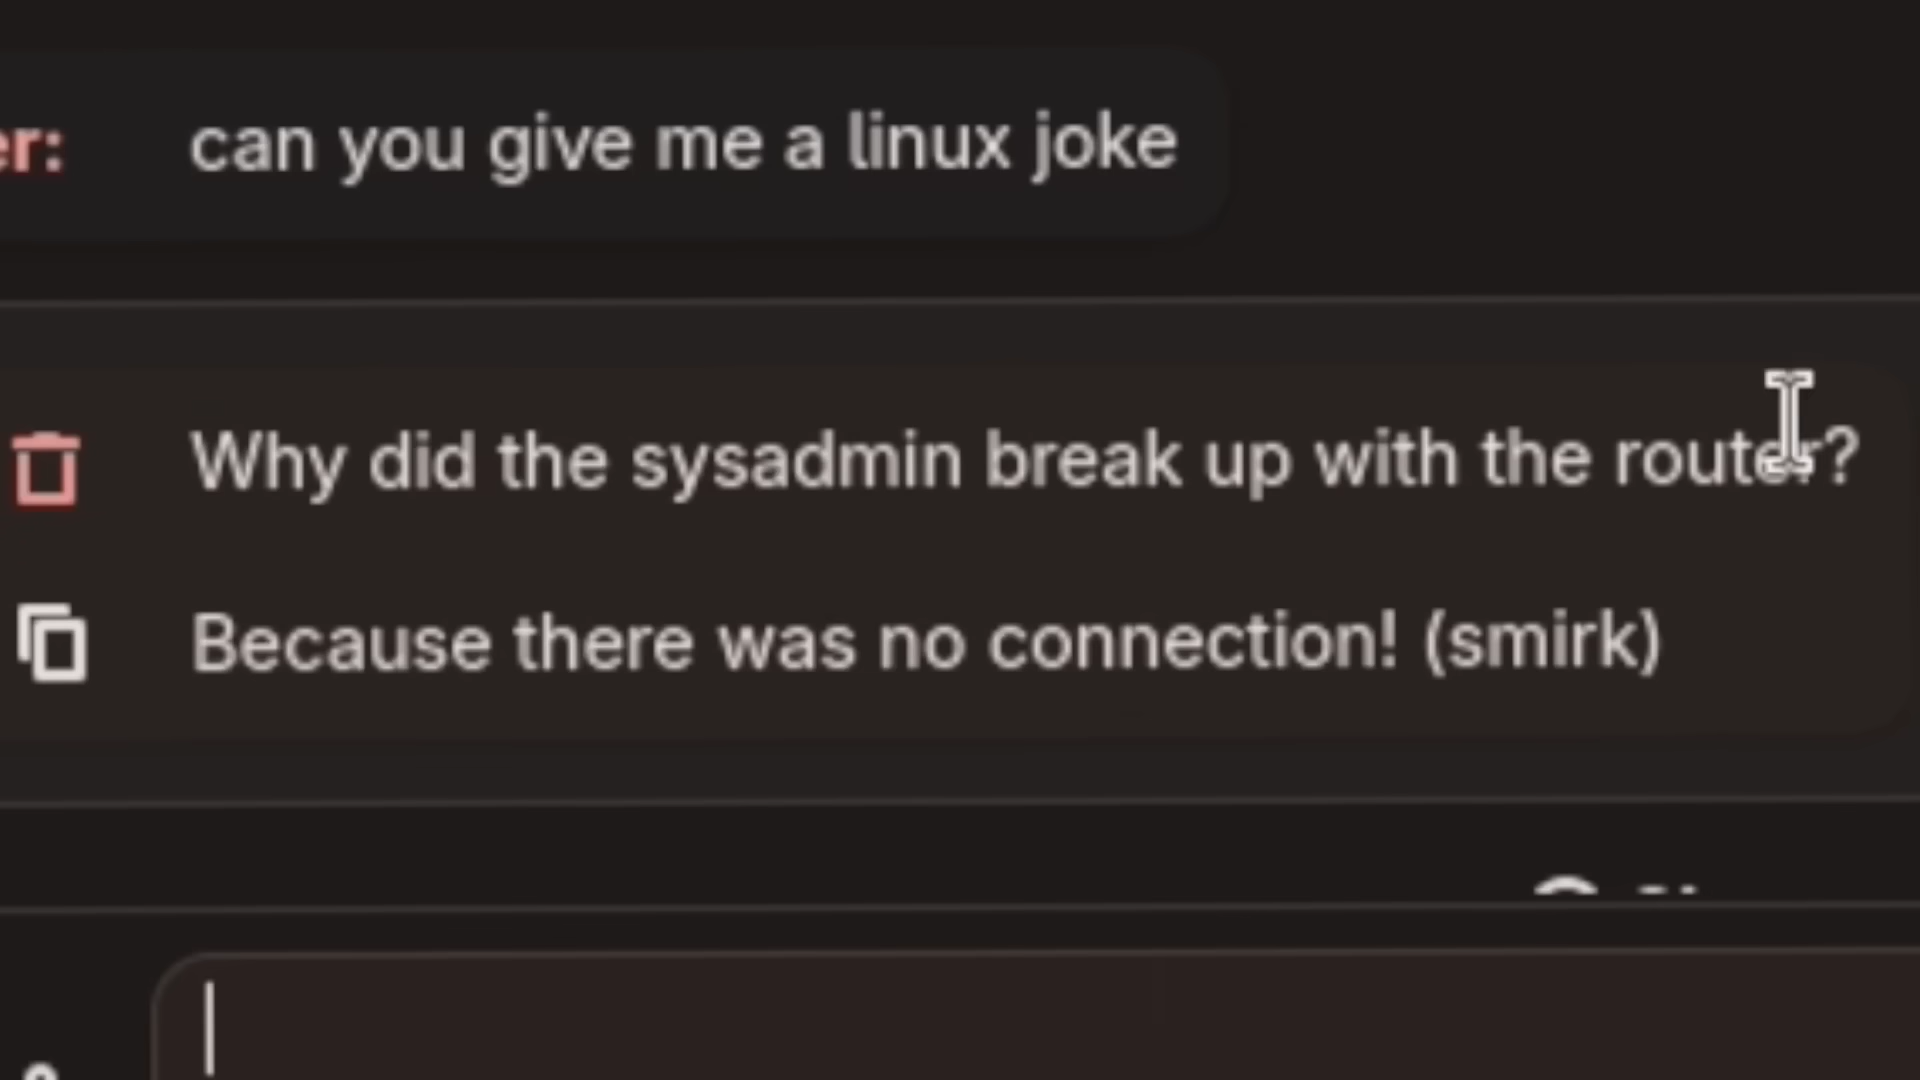 er:
can you give me a linux joke
Why did the sysadmin break up with the router?
Because there was no connection! (smirk)